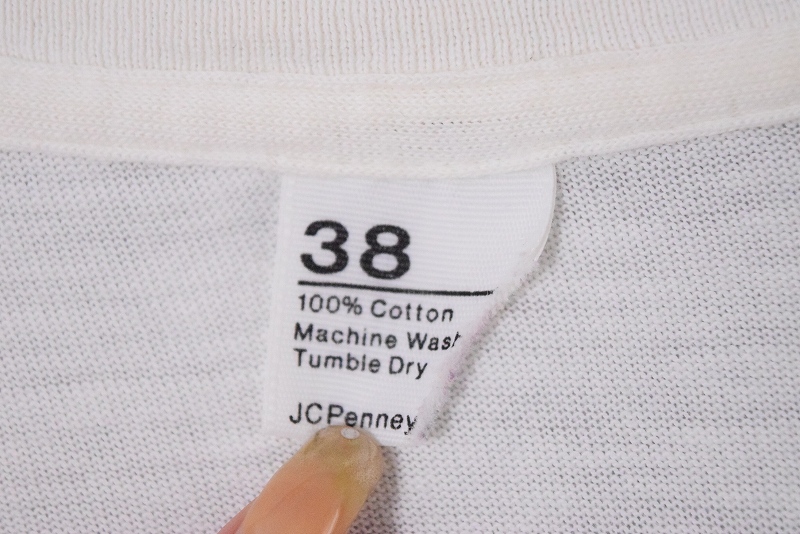 38
100% Cotton
Machine Wash
Tumble Dry
JCPenney